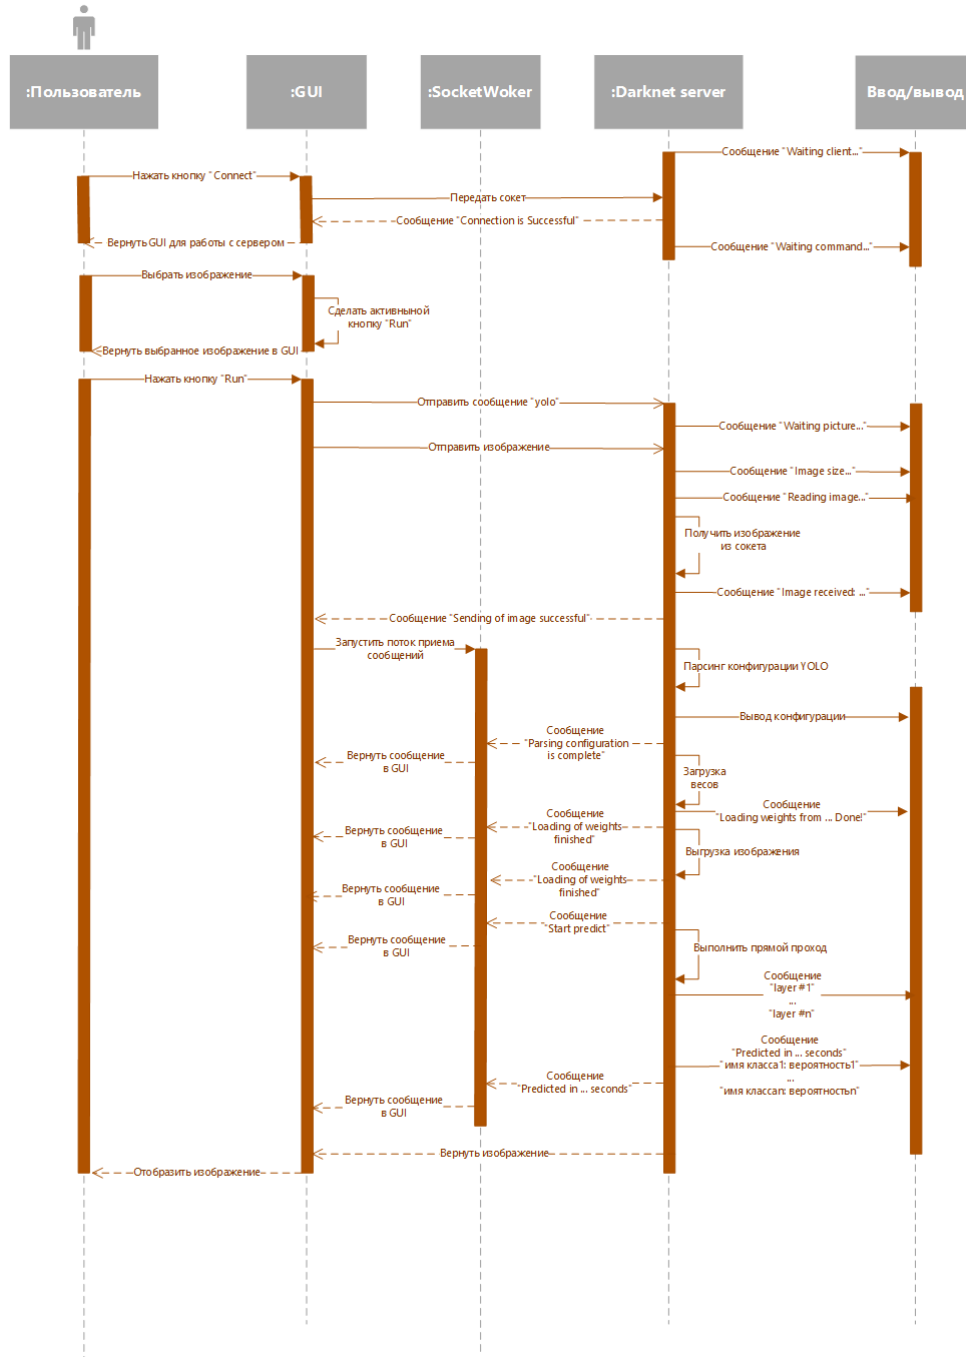 :Пользователь
:GUI
:SocketWoker
:Darknet server
Ввод/вывод
Сообщение "Waiting client..."
Нажать кнопку "Connect"
Передать сокет
Сообщение "Connection is Successful"
Вернуть GUI для работы с сервером
Сообщение "Waiting command..."
Выбрать изображение
Сделать активныной
кнопку "Run"
Вернуть выбранное изображение в GUI
Нажать кнопку "Run"
Отправить сообщение "yolo"
Сообщение "Waiting picture..."
Отправить изображение
Сообщение "Image size..."
Сообщение "Reading image..."
Получить изображение
из сокета
Сообщение "Image received: ..."
Сообщение "Sending of image successful"
Запустить поток приема
сообщений
Парсинг конфигурации YOLO
Вывод конфигурации
Сообщение
"Parsing configuration
is complete"
Вернуть сообщение
в GUI
Загрузка
весов
Сообщение
"Loading weights from ... Done!"
Сообщение
"Loading of weights
finished"
Вернуть сообщение
в GUI
Выгрузка изображения
Сообщение
"Loading of weights
finished"
Вернуть сообщение
в GUI
Сообщение
"Start predict"
Вернуть сообщение
в GUI
Выполнить прямой проход
Сообщение
"layer #1
...
"layer #n"
Сообщение
"Predicted in ... seconds"
"имя класса1: вероятность1"
...
"имя классаn: вероятностьn"
Сообщение
"Predicted in ... seconds"
Вернуть сообщение
в GUI
Вернуть изображение
Отобразить изображение